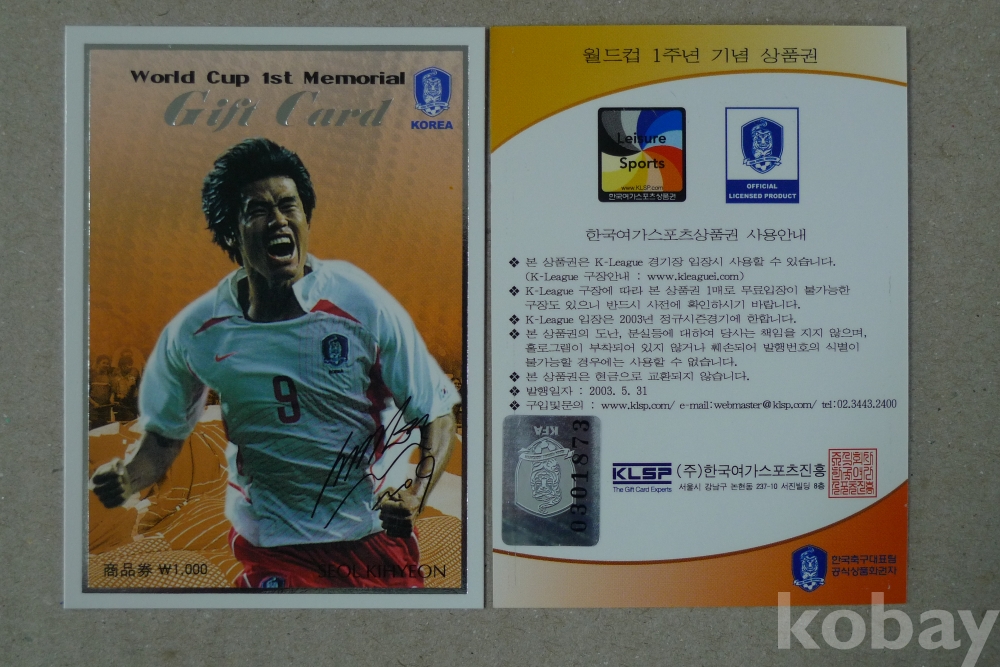 World Cup 1st Memorial
Gift Card
KOREA
9
商品券 ₩1,000
SEOL KIHYEON
월드컵 1주년 기념 상품권
Leisure
Sports
www.KLSP.com
한국여가스포츠상품권
OFFICIAL
LICENSED PRODUCT
한국여가스포츠상품권 사용안내
❖ 본 상품권은 K-League 경기장 입장시 사용할 수 있습니다.
(K-League 구장안내 : www.kleaguei.com)
❖ K-League 구장에 따라 본 상품권 1매로 무료입장이 불가능한
구장도 있으니 반드시 사전에 확인하시기 바랍니다.
❖ K-League 입장은 2003년 정규시즌경기에 한합니다.
❖ 본 상품권의 도난, 분실등에 대하여 당사는 책임을 지지 않으며,
홀로그램이 부착되어 있지 않거나 훼손되어 발행번호의 식별이
불가능할 경우에는 사용할 수 없습니다.
❖ 본 상품권은 현금으로 교환되지 않습니다.
❖ 발행일자 : 2003. 5. 31
❖ 구입및문의 : www.klsp.com/ e-mail:webmaster@klsp.com/ tel:02.3443.2400
KFA
0301873
KLSP
The Gift Card Experts
(주)한국여가스포츠진흥
서울시 강남구 논현동 237-10 서진빌딩 8층
한국축구대표팀
공식상품화권자
kobay